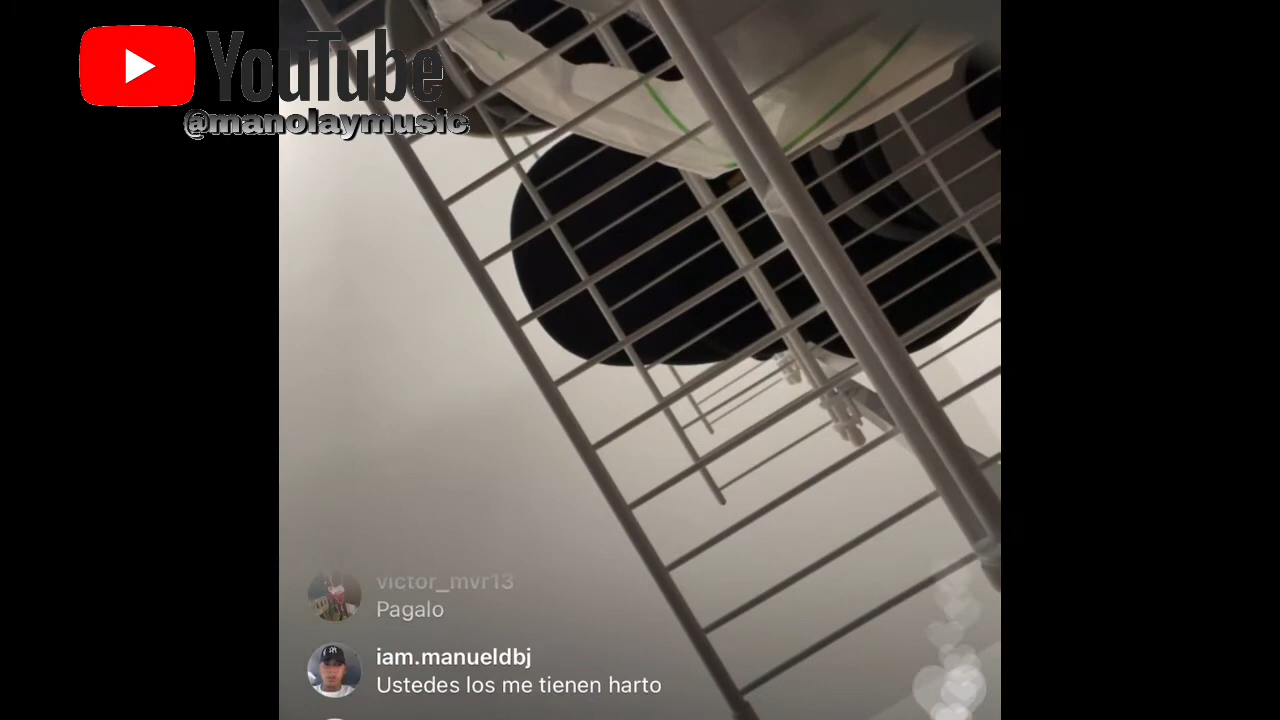 YouTube
@manolaymusic
victor_mvr13
Pagalo
iam.manueldbj
Ustedes los me tienen harto